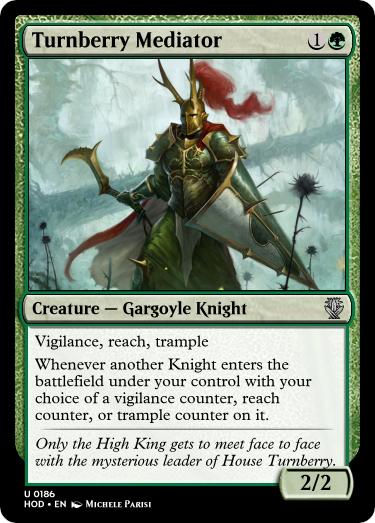 Turnberry Mediator 1
Creature — Gargoyle Knight
Vigilance, reach, trample
Whenever another Knight enters the
battlefield under your control with your
choice of a vigilance counter, reach
counter, or trample counter on it.
Only the High King gets to meet face to face
with the mysterious leader of House Turnberry.
2/2
U 0186
HOD • EN Michele Parisi